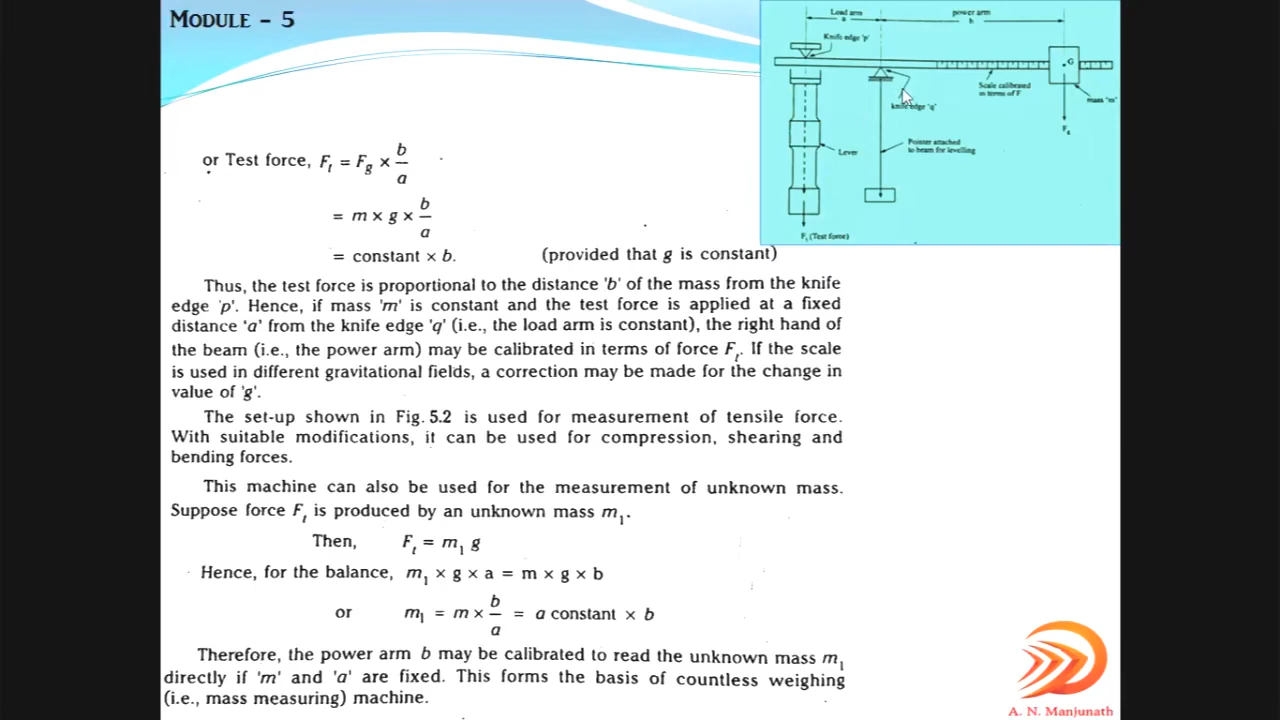 MODULE – 5
Load arm
a
power arm
b
Knife edge 'p'
G
Scale calibrated
in terms of F
mass 'm'
knife edge 'q'
Fg
Pointer attached
to beam for levelling
Lever
Ft (Test force)
or Test force, Ft = Fg × b/a
= m × g × b/a
= constant × b. (provided that g is constant)
Thus, the test force is proportional to the distance 'b' of the mass from the knife
edge 'p'. Hence, if mass 'm' is constant and the test force is applied at a fixed
distance 'a' from the knife edge 'q' (i.e., the load arm is constant), the right hand of
the beam (i.e., the power arm) may be calibrated in terms of force Ft. If the scale
is used in different gravitational fields, a correction may be made for the change in
value of 'g'.
The set-up shown in Fig. 5.2 is used for measurement of tensile force.
With suitable modifications, it can be used for compression, shearing and
bending forces.
This machine can also be used for the measurement of unknown mass.
Suppose force Ft is produced by an unknown mass m1.
Then, Ft = m1 g
Hence, for the balance, m1 × g × a = m × g × b
or m1 = m × b/a = a constant × b
Therefore, the power arm b may be calibrated to read the unknown mass m1
directly if 'm' and 'a' are fixed. This forms the basis of countless weighing
(i.e., mass measuring) machine.
A. N. Manjunath